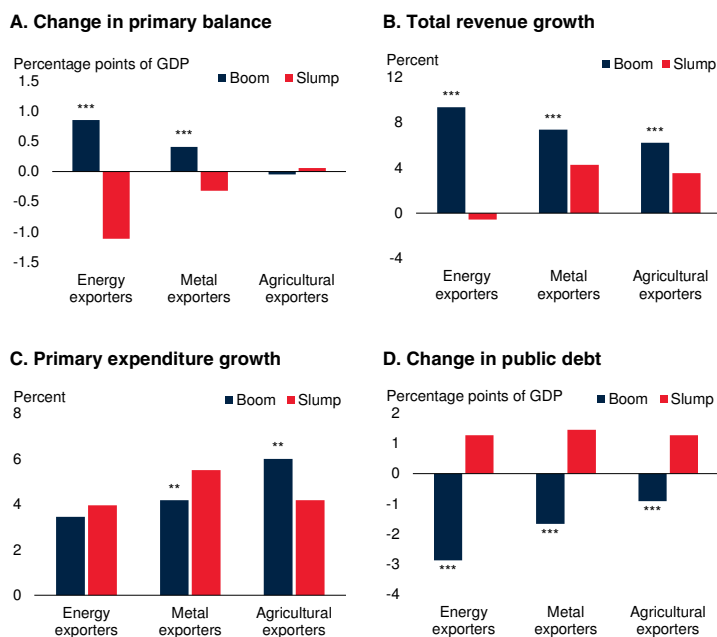 A. Change in primary balance
Percentage points of GDP
Boom Slump
1.5
1.0
0.5
0.0
-0.5
-1.0
-1.5
***
***
Energy exporters
Metal exporters
Agricultural exporters
B. Total revenue growth
Percent
Boom Slump
12
8
4
0
-4
***
***
***
Energy exporters
Metal exporters
Agricultural exporters
C. Primary expenditure growth
Percent
Boom Slump
8
6
4
2
0
**
**
Energy exporters
Metal exporters
Agricultural exporters
D. Change in public debt
Percentage points of GDP
Boom Slump
2
1
0
-1
-2
-3
-4
***
***
***
Energy exporters
Metal exporters
Agricultural exporters